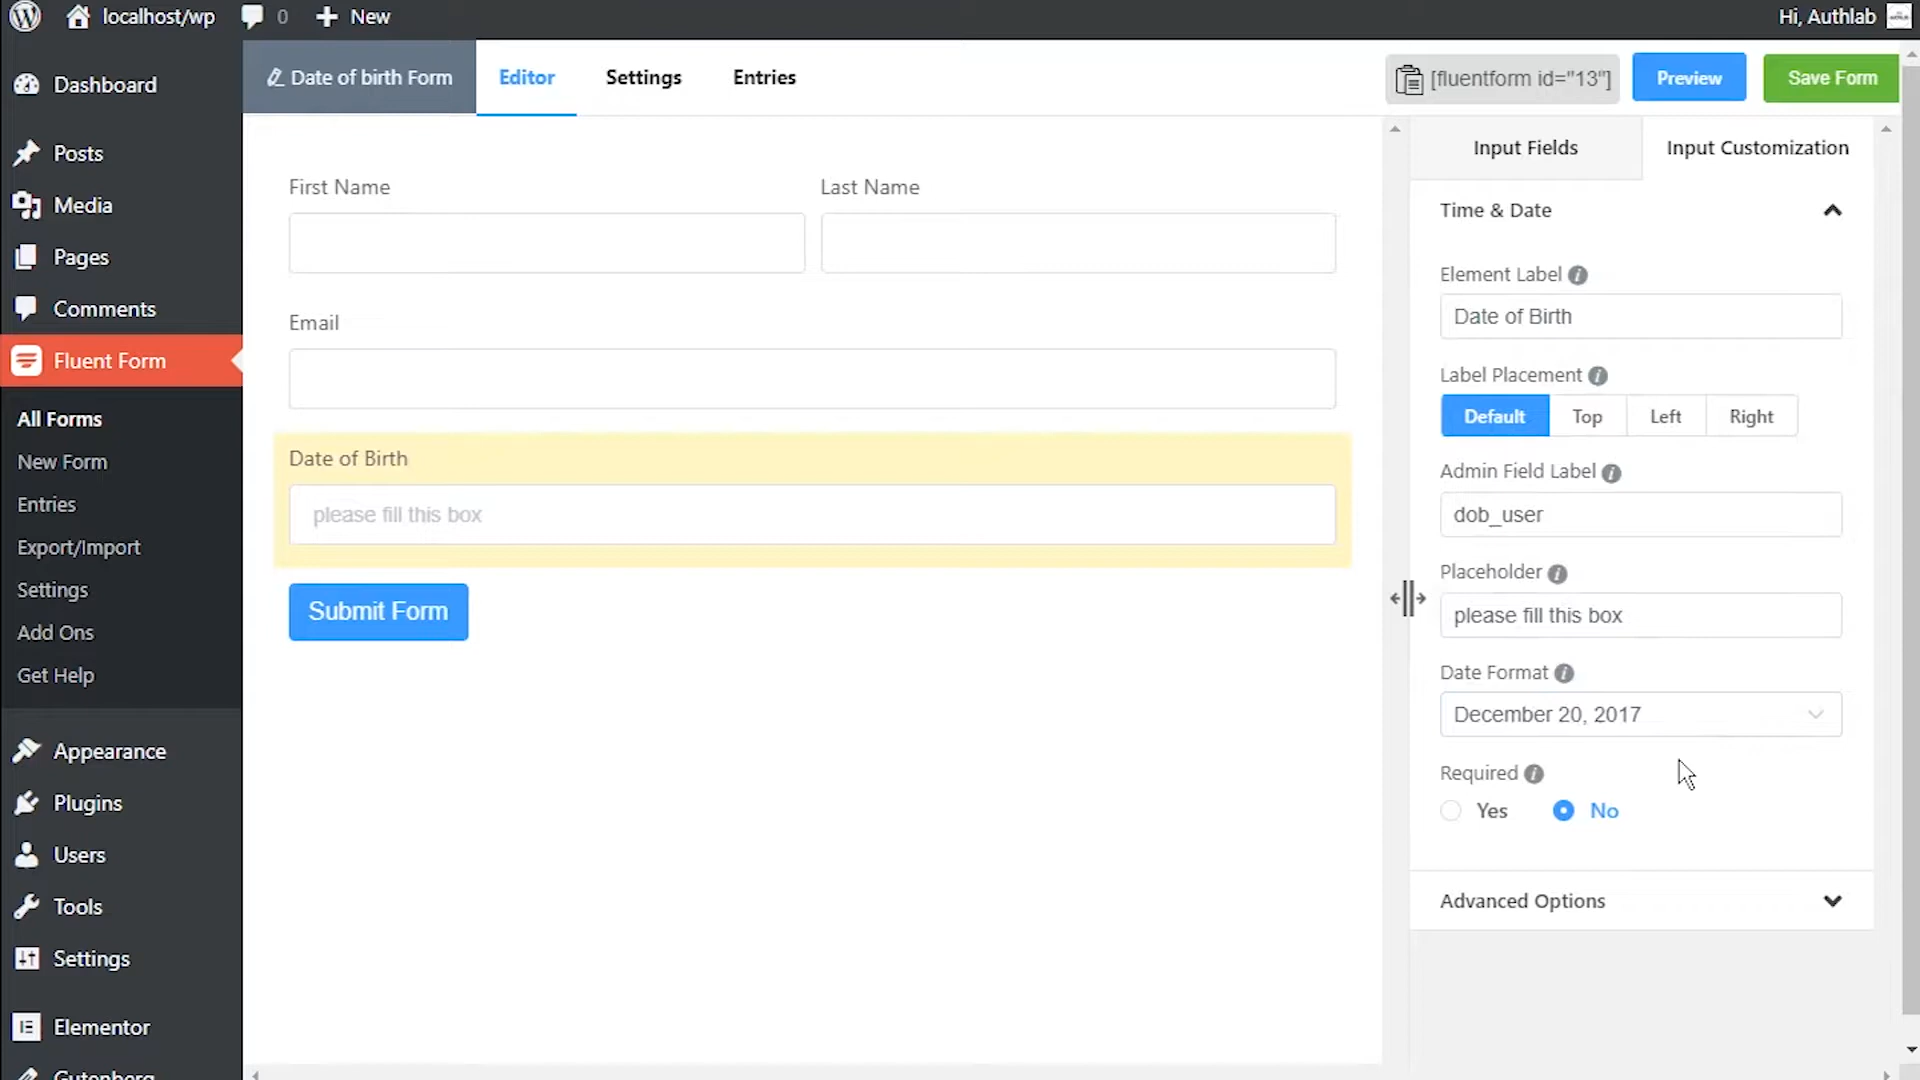 localhost/wp 0 New Hi, Authlab
Dashboard
Posts
Media
Pages
Comments
Fluent Form
All Forms
New Form
Entries
Export/Import
Settings
Add Ons
Get Help
Appearance
Plugins
Users
Tools
Settings
Elementor
Gutenberg
Date of birth Form Editor Settings Entries [fluentform id="13"] Preview Save Form
First Name Last Name
Email
Date of Birth
please fill this box
Submit Form
Input Fields Input Customization
Time & Date
Element Label
Date of Birth
Label Placement
Default Top Left Right
Admin Field Label
dob_user
Placeholder
please fill this box
Date Format
December 20, 2017
Required
Yes No
Advanced Options